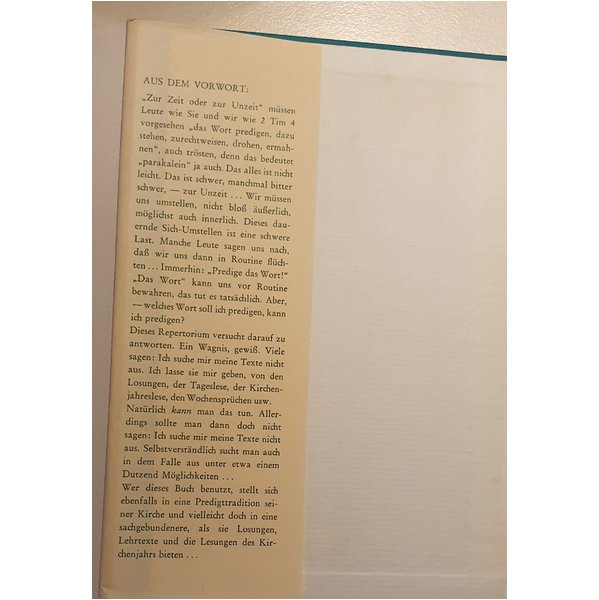 AUS DEM VORWORT:
„Zur Zeit oder zur Unzeit“ müssen
Leute wie Sie und wir wie 2 Tim 4
vorgesehen „das Wort predigen, dazu
stehen, zurechtweisen, drohen, ermah-
nen“, auch trösten, denn das bedeutet
„parakalein“ ja auch. Das alles ist nicht
leicht. Das ist schwer, manchmal bitter
schwer, — zur Unzeit ... Wir müssen
uns umstellen, nicht bloß äußerlich,
möglichst auch innerlich. Dieses dau-
ernde Sich-Umstellen ist eine schwere
Last. Manche Leute sagen uns nach,
daß wir uns dann in Routine flüch-
ten ... Immerhin: „Predige das Wort!“
„Das Wort“ kann uns vor Routine
bewahren, das tut es tatsächlich. Aber,
— welches Wort soll ich predigen, kann
ich predigen?
Dieses Repertorium versucht darauf zu
antworten. Ein Wagnis, gewiß. Viele
sagen: Ich suche mir meine Texte nicht
aus. Ich lasse sie mir geben, von den
Losungen, der Tageslese, der Kirchen-
jahreslese, den Wochensprüchen usw.
Natürlich kann man das tun. Aller-
dings sollte man dann doch nicht
sagen: Ich suche mir meine Texte nicht
aus. Selbstverständlich sucht man auch
in dem Falle aus unter etwa einem
Dutzend Möglichkeiten ...
Wer dieses Buch benutzt, stellt sich
ebenfalls in eine Predigttradition sei-
ner Kirche und vielleicht doch in eine
sachgebundenere, als sie Losungen,
Lehrtexte und die Lesungen des Kir-
chenjahrs bieten ...